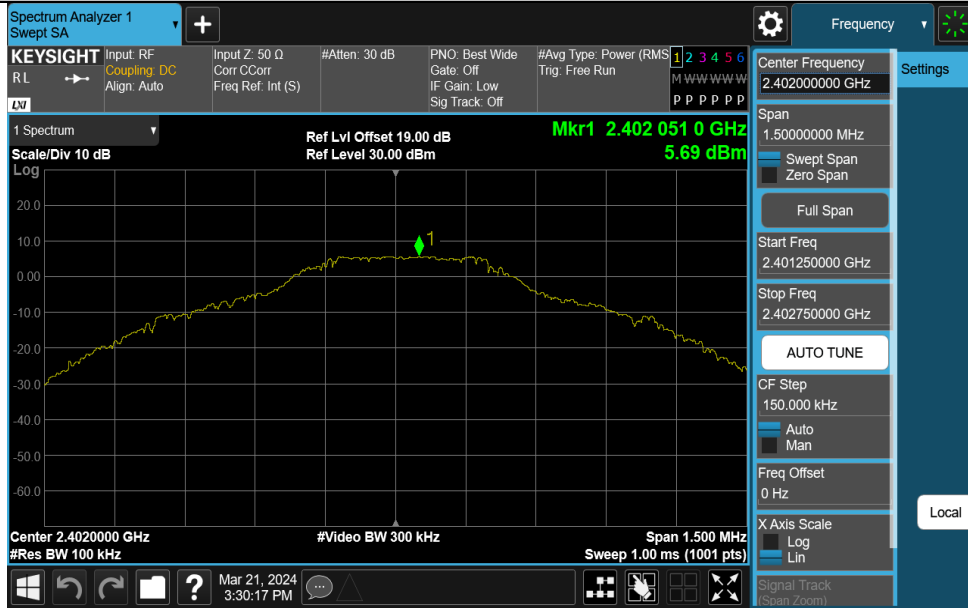 Spectrum Analyzer 1
Swept SA
+
Frequency
KEYSIGHT
R L
LXI
Input: RF
Coupling: DC
Align: Auto
Input Z: 50 Ω
Corr CCorr
Freq Ref: Int (S)
#Atten: 30 dB
PNO: Best Wide
Gate: Off
IF Gain: Low
Sig Track: Off
#Avg Type: Power (RMS
Trig: Free Run
1 2 3 4 5 6
M W W W W W
P P P P P P
1 Spectrum
Scale/Div 10 dB
Log
Ref Lvl Offset 19.00 dB
Ref Level 30.00 dBm
Mkr1 2.402 051 0 GHz
5.69 dBm
20.0
10.0
0.00
-10.0
-20.0
-30.0
-40.0
-50.0
-60.0
1
Center 2.4020000 GHz
#Res BW 100 kHz
#Video BW 300 kHz
Span 1.500 MHz
Sweep 1.00 ms (1001 pts)
?
Mar 21, 2024
3:30:17 PM
Center Frequency
2.402000000 GHz
Settings
Span
1.50000000 MHz
Swept Span
Zero Span
Full Span
Start Freq
2.401250000 GHz
Stop Freq
2.402750000 GHz
AUTO TUNE
CF Step
150.000 kHz
Auto
Man
Freq Offset
0 Hz
Local
X Axis Scale
Log
Lin
Signal Track
(Span Zoom)